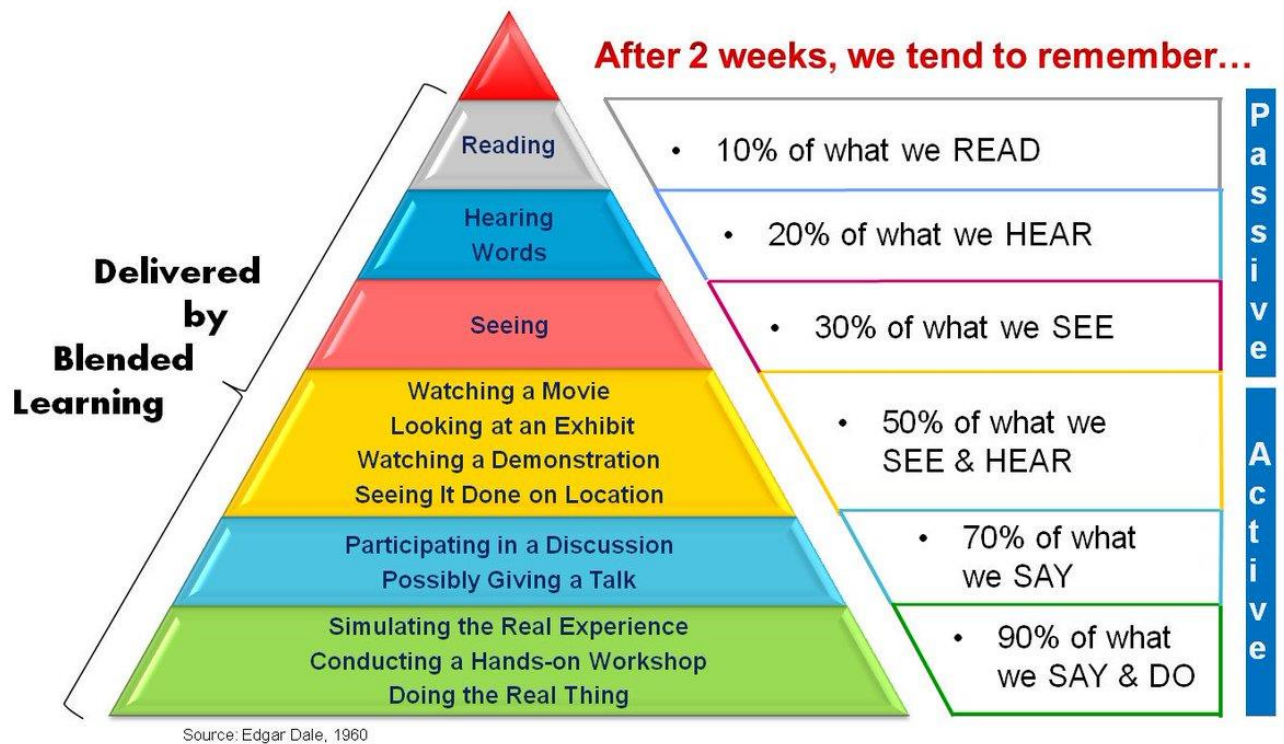 After 2 weeks, we tend to remember…
Delivered
by
Blended
Learning
Reading
Hearing
Words
Seeing
Watching a Movie
Looking at an Exhibit
Watching a Demonstration
Seeing It Done on Location
Participating in a Discussion
Possibly Giving a Talk
Simulating the Real Experience
Conducting a Hands-on Workshop
Doing the Real Thing
• 10% of what we READ
• 20% of what we HEAR
• 30% of what we SEE
• 50% of what we
SEE & HEAR
• 70% of what
we SAY
• 90% of what
we SAY & DO
Passive
Active
Source: Edgar Dale, 1960